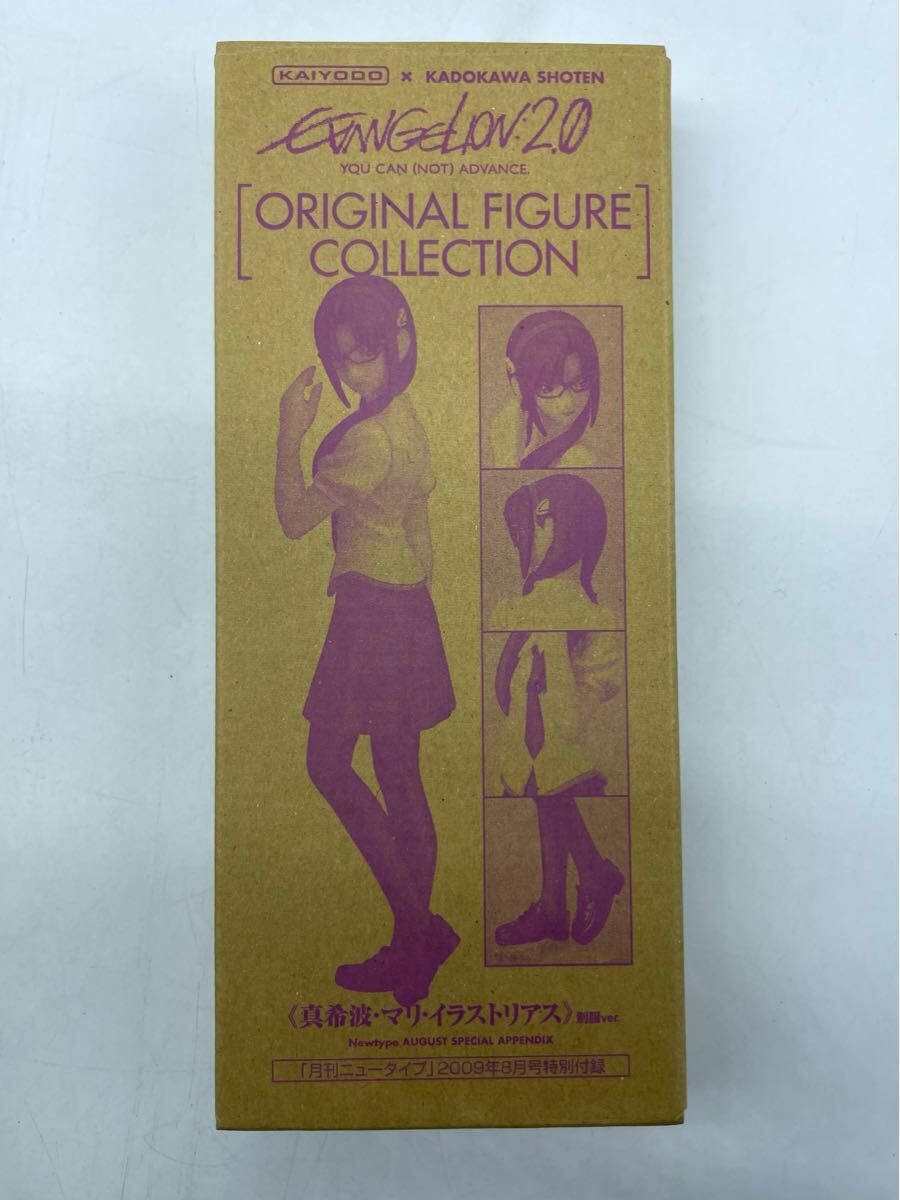 KAIYODO × KADOKAWA SHOTEN
EVANGELION:2.0
YOU CAN (NOT) ADVANCE.
[ORIGINAL FIGURE
COLLECTION]
《真希波・マリ・イラストリアス》制服ver.
Newtype AUGUST SPECIAL APPENDIX
「月刊ニュータイプ」2009年8月号特別付録